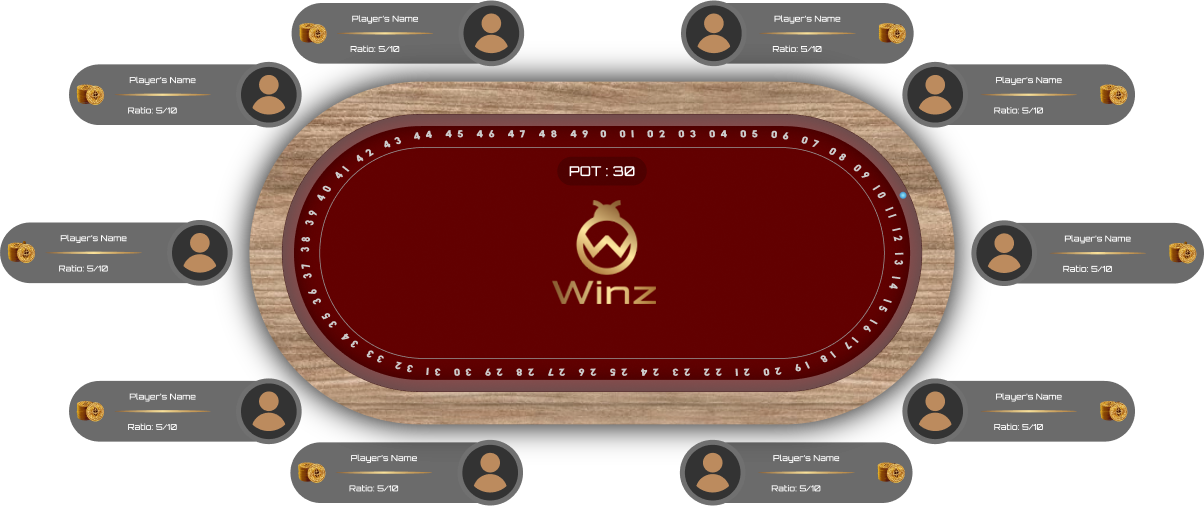 Player's Name
Ratio: 5/10
Player's Name
Ratio: 5/10
Player's Name
Ratio: 5/10
Player's Name
Ratio: 5/10
44 45 46 47 48 49 0 01 02 03 04 05 06 07 08 09 10 11 12 13 14 15 16 17 18 19 20 21 22 23 24 25 26 27 28 29 30 31 32 33 34 35 36 37 38 39 40 41 42 43
POT : 30
Winz
Player's Name
Ratio: 5/10
Player's Name
Ratio: 5/10
Player's Name
Ratio: 5/10
Player's Name
Ratio: 5/10
Player's Name
Ratio: 5/10
Player's Name
Ratio: 5/10